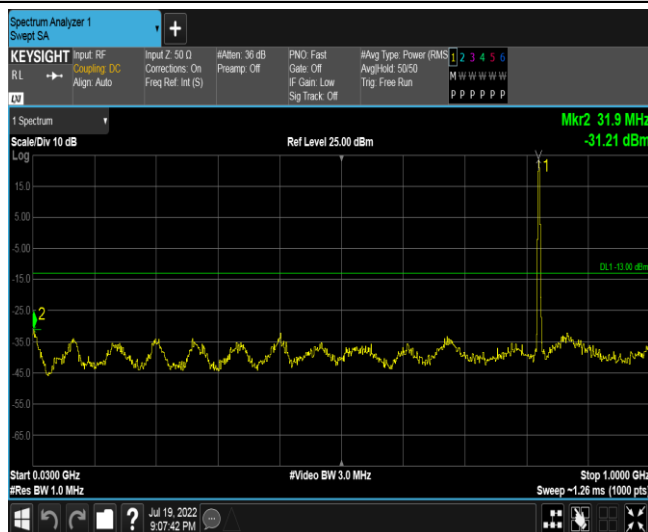 Spectrum Analyzer 1
Swept SA
+
KEYSIGHT
RL
LXI
Input: RF
Coupling: DC
Align: Auto
Input Z: 50 Ω
Corrections: On
Freq Ref: Int (S)
#Atten: 36 dB
Preamp: Off
PNO: Fast
Gate: Off
IF Gain: Low
Sig Track: Off
#Avg Type: Power (RMS
Avg|Hold: 50/50
Trig: Free Run
1 2 3 4 5 6
M W W W W W
P P P P P P
1 Spectrum
Mkr2 31.9 MHz
Scale/Div 10 dB
Ref Level 25.00 dBm
-31.21 dBm
Log
1
15.0
5.00
-5.00
DL1 -13.00 dBm
-15.0
-25.0
2
-35.0
-45.0
-55.0
-65.0
Start 0.0300 GHz
#Video BW 3.0 MHz
Stop 1.0000 GHz
#Res BW 1.0 MHz
Sweep ~1.26 ms (1000 pts)
?
Jul 19, 2022
9:07:42 PM